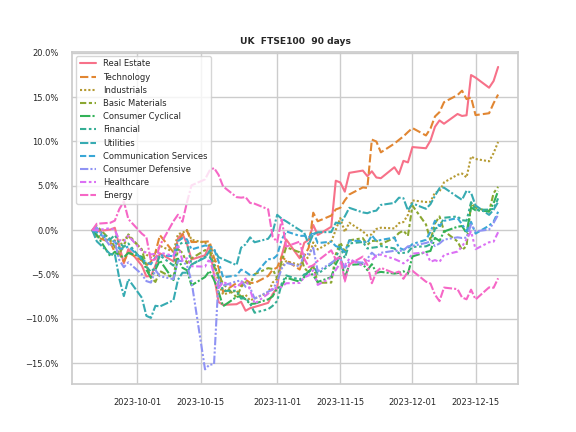 UK  FTSE100  90 days
20.0%
15.0%
10.0%
5.0%
0.0%
−5.0%
−10.0%
−15.0%
Real Estate
Technology
Industrials
Basic Materials
Consumer Cyclical
Financial
Utilities
Communication Services
Consumer Defensive
Healthcare
Energy
2023-10-01
2023-10-15
2023-11-01
2023-11-15
2023-12-01
2023-12-15